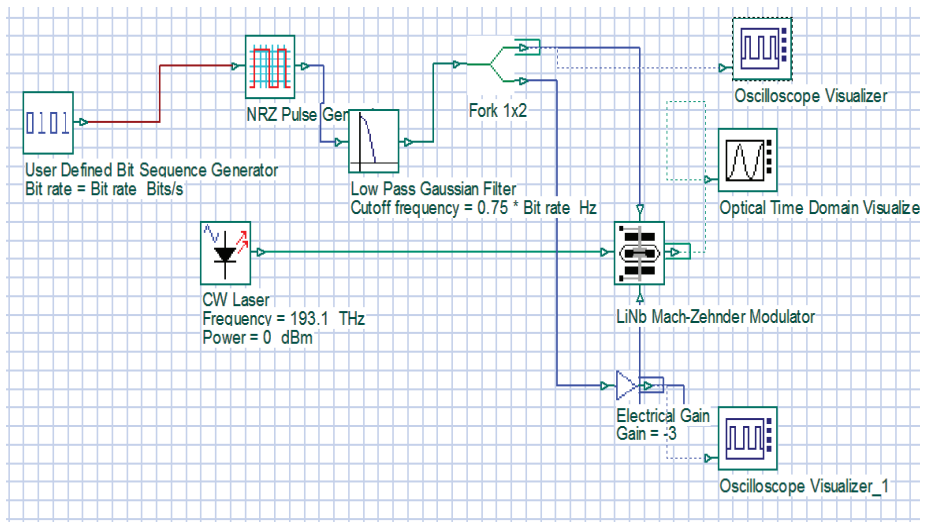 Oscilloscope Visualizer
NRZ Pulse Gen
Fork 1x2
0101
User Defined Bit Sequence Generator
Bit rate = Bit rate Bits/s
Low Pass Gaussian Filter
Cutoff frequency = 0.75 * Bit rate Hz
Optical Time Domain Visualize
CW Laser
Frequency = 193.1 THz
Power = 0 dBm
LiNb Mach-Zehnder Modulator
Electrical Gain
Gain = -3
Oscilloscope Visualizer_1